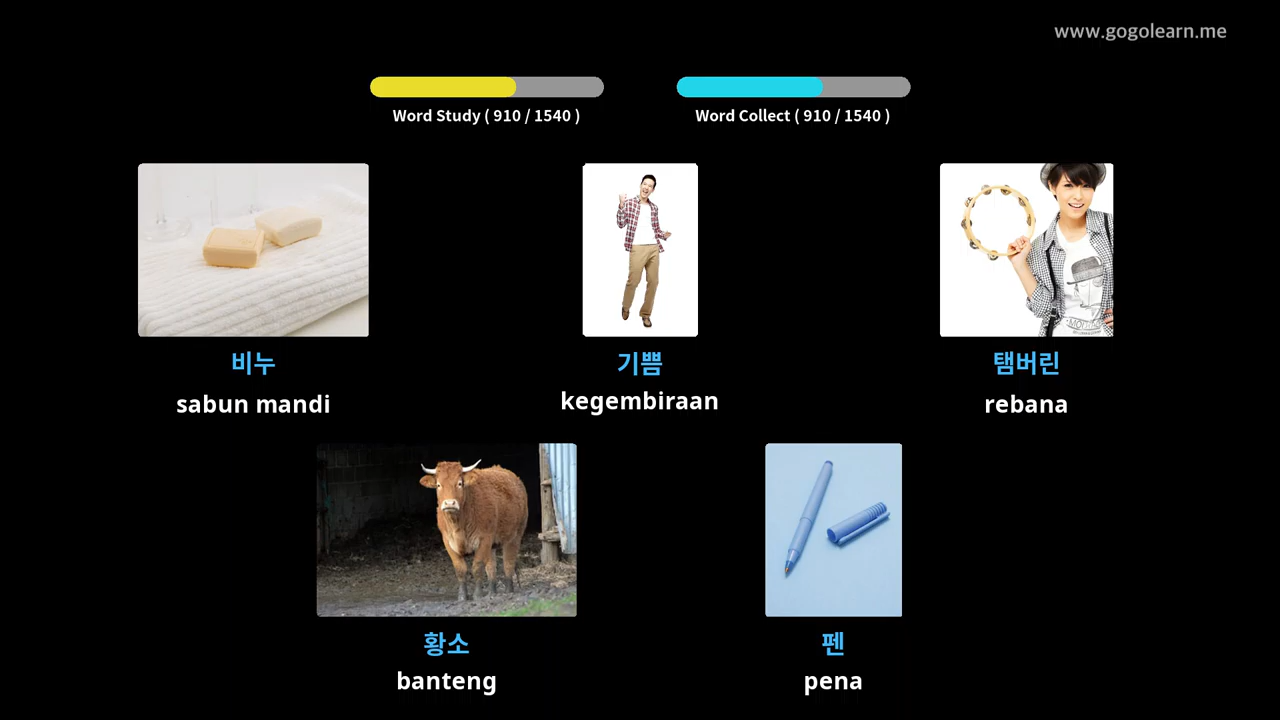 www.gogolearn.me
Word Study ( 910 / 1540 )
Word Collect ( 910 / 1540 )
비누
sabun mandi
기쁨
kegembiraan
탬버린
rebana
황소
banteng
펜
pena